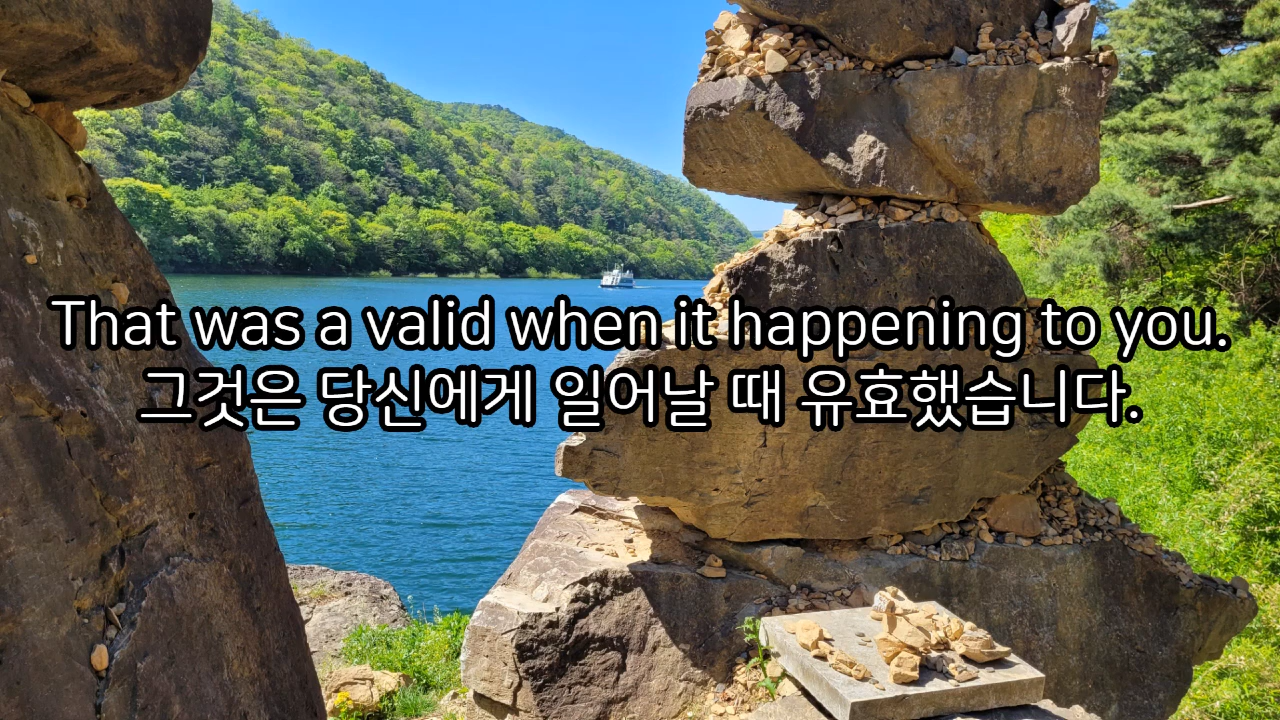 That was a valid when it happening to you.
그것은 당신에게 일어날 때 유효했습니다.